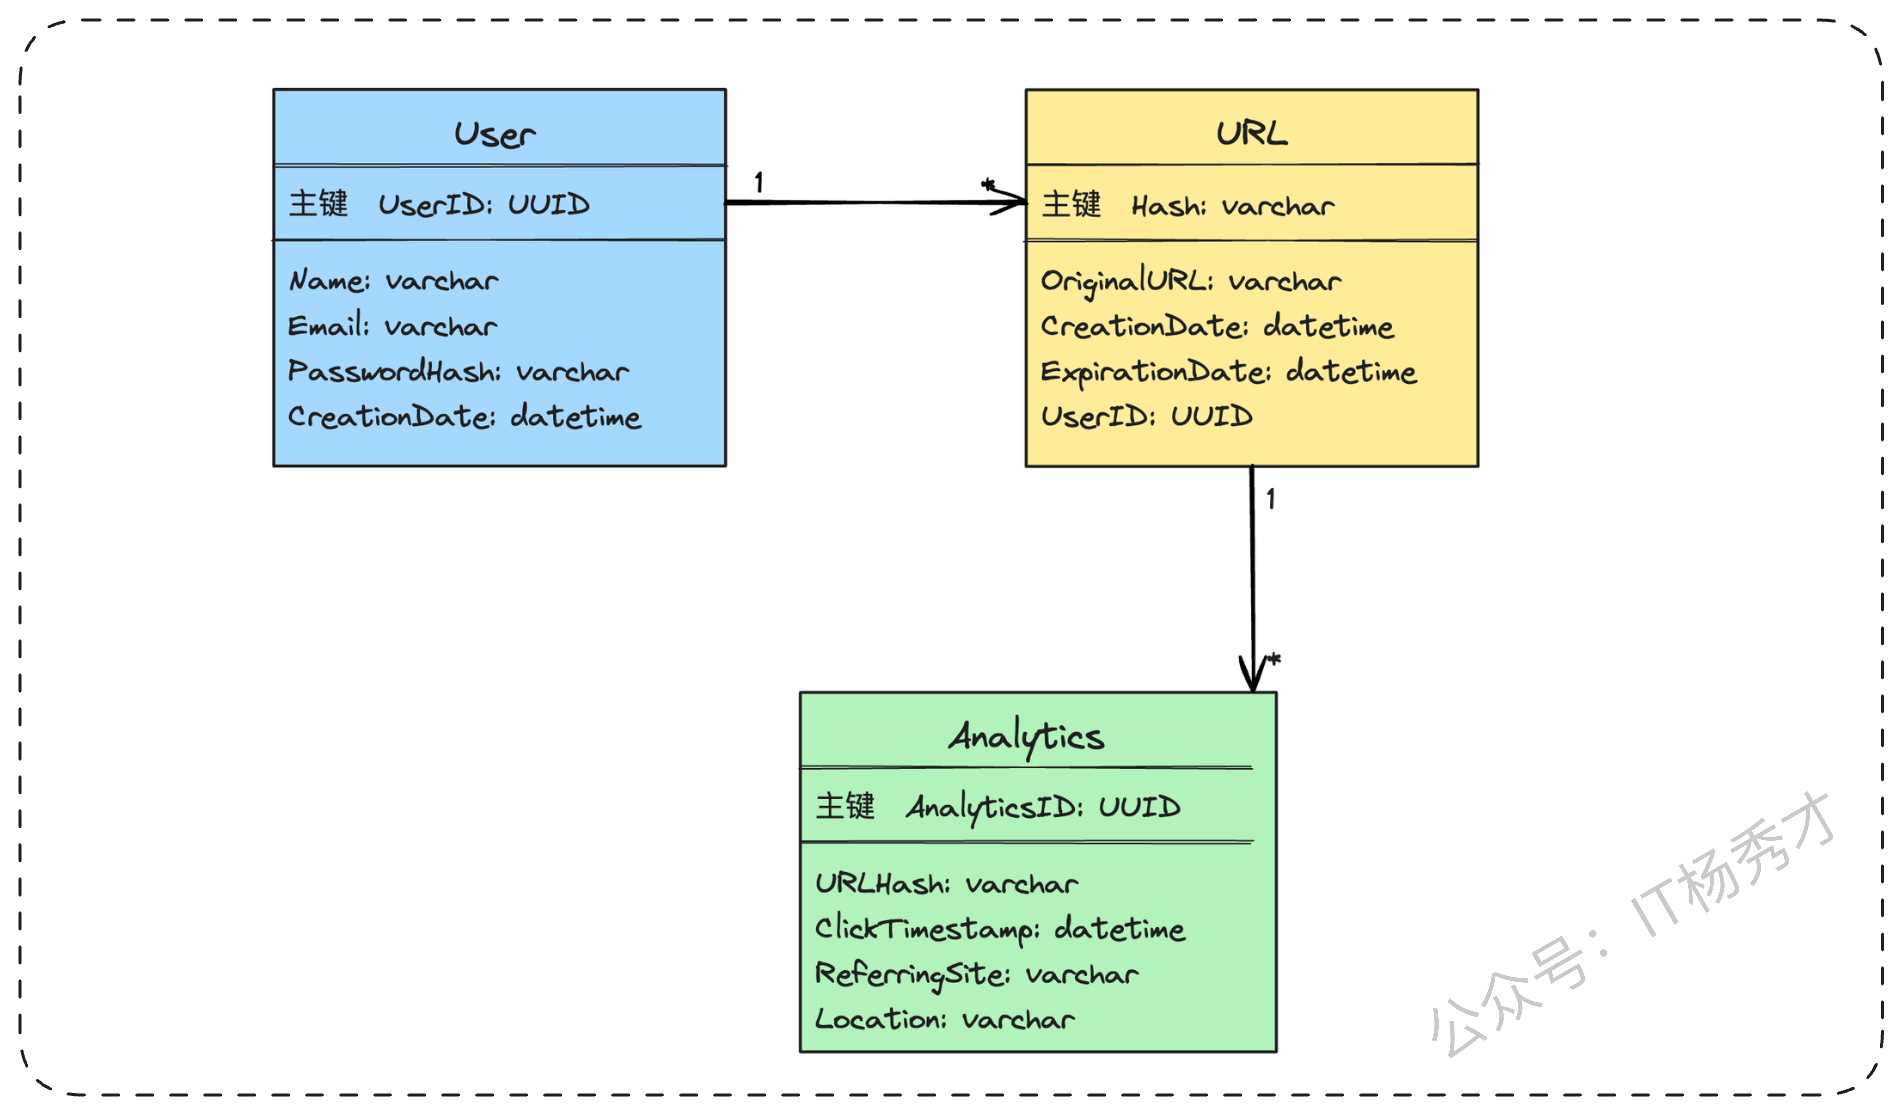 User
主键 UserID: UUID
Name: varchar
Email: varchar
PasswordHash: varchar
CreationDate: datetime
1
*
URL
主键 Hash: varchar
OriginalURL: varchar
CreationDate: datetime
ExpirationDate: datetime
UserID: UUID
1
*
Analytics
主键 AnalyticsID: UUID
URLHash: varchar
ClickTimestamp: datetime
ReferringSite: varchar
Location: varchar
公众号：IT杨秀才